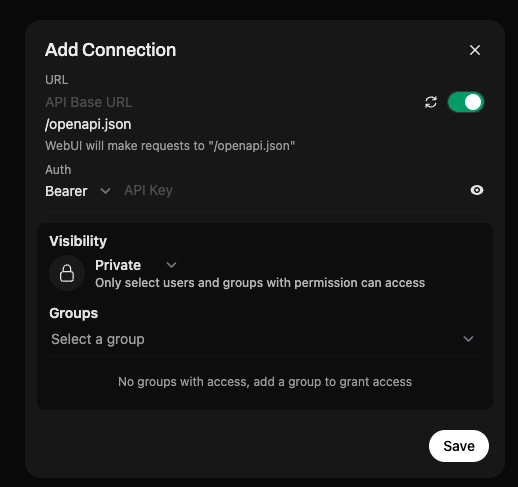 Add Connection
URL
API Base URL
/openapi.json
WebUI will make requests to "/openapi.json"
Auth
Bearer API Key
Visibility
Private
Only select users and groups with permission can access
Groups
Select a group
No groups with access, add a group to grant access
Save